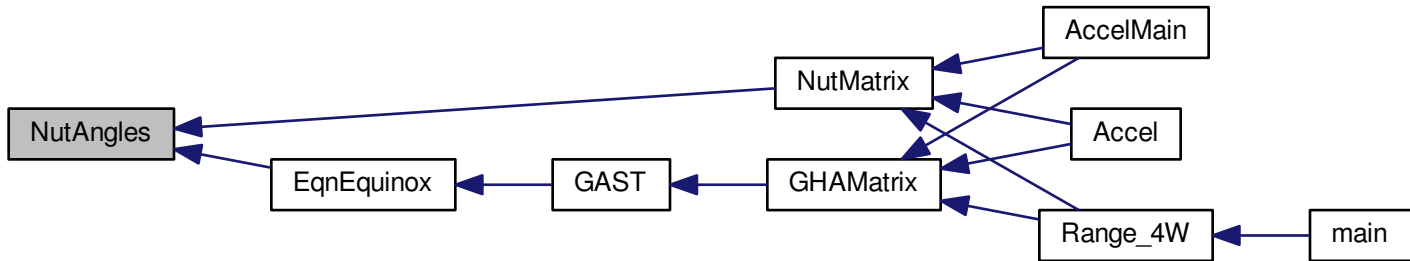 AccelMain
NutMatrix
NutAngles
Accel
EqnEquinox
GAST
GHAMatrix
Range_4W
main